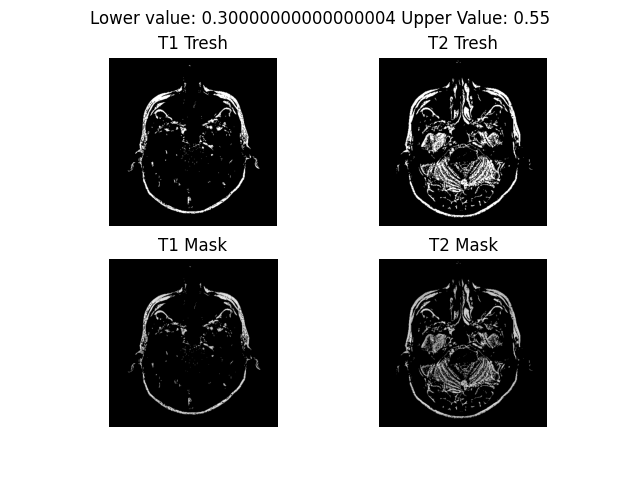 Lower value: 0.30000000000000004 Upper Value: 0.55
T1 Tresh
T2 Tresh
T1 Mask
T2 Mask